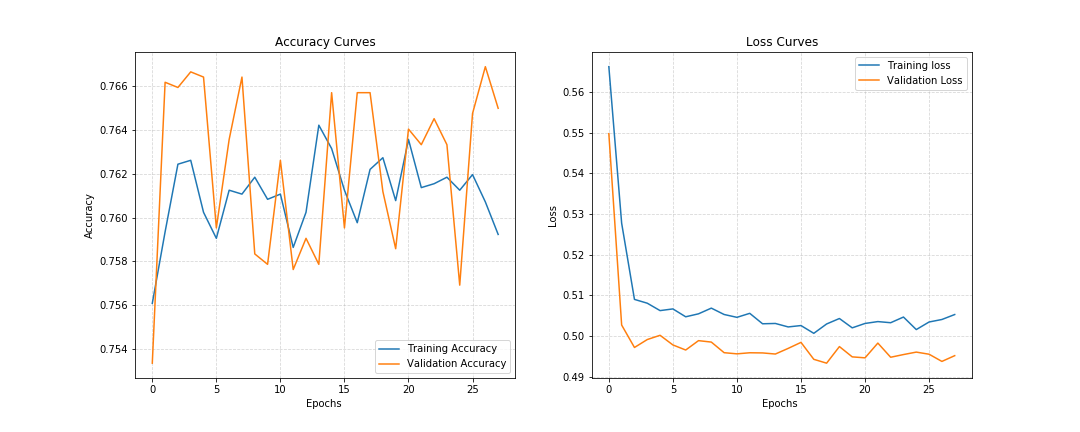 Accuracy Curves
Accuracy
0.766
0.764
0.762
0.760
0.758
0.756
0.754
0
5
10
15
20
25
Epochs
Training Accuracy
Validation Accuracy
Loss Curves
Loss
0.56
0.55
0.54
0.53
0.52
0.51
0.50
0.49
0
5
10
15
20
25
Epochs
Training loss
Validation Loss